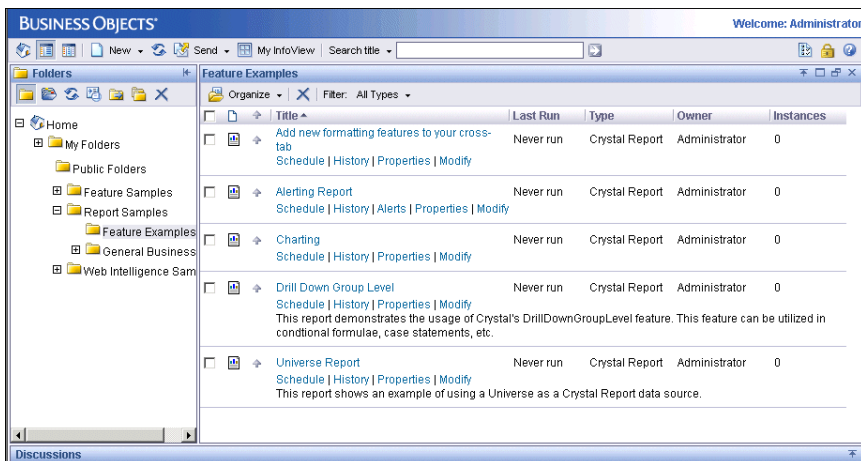 BUSINESS OBJECTS
Welcome: Administrator
New Send My InfoView Search title
Folders
Home
My Folders
Public Folders
Feature Samples
Report Samples
Feature Examples
General Business
Web Intelligence Sam
Feature Examples
Organize Filter: All Types
Title Last Run Type Owner Instances
Add new formatting features to your cross- Never run Crystal Report Administrator 0
tab
Schedule | History | Properties | Modify
Alerting Report Never run Crystal Report Administrator 0
Schedule | History | Alerts | Properties | Modify
Charting Never run Crystal Report Administrator 0
Schedule | History | Properties | Modify
Drill Down Group Level Never run Crystal Report Administrator 0
Schedule | History | Properties | Modify
This report demonstrates the usage of Crystal's DrillDownGroupLevel feature. This feature can be utilized in
condtional formulae, case statements, etc.
Universe Report Never run Crystal Report Administrator 0
Schedule | History | Properties | Modify
This report shows an example of using a Universe as a Crystal Report data source.
Discussions